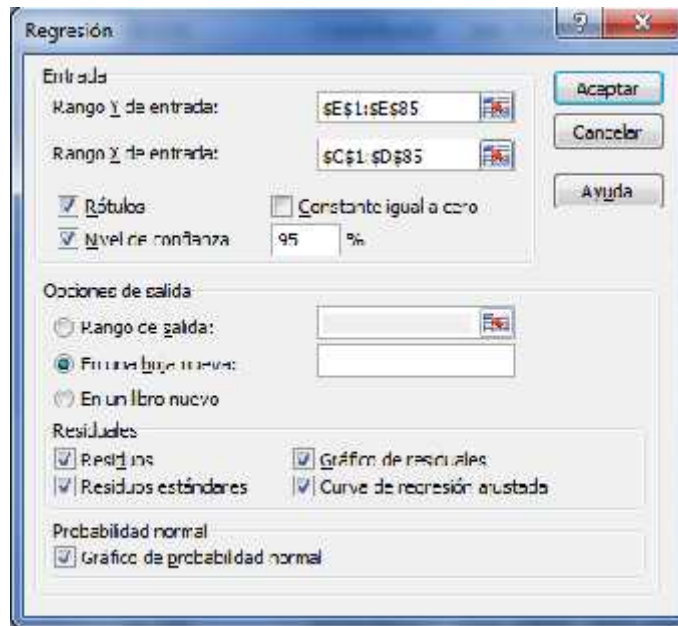 Regresión
Entrada
Aceptar
Rango Y de entrada:
$E$1:$E$85
Cancelar
Rango X de entrada:
$C$1:$D$85
Ayuda
Rótulos
Constante igual a cero
Nivel de confianza
95 %
Opciones de salida
Rango de salida:
En una hoja nueva:
En un libro nuevo
Residuales
Residuos
Gráfico de residuales
Residuos estándares
Curva de regresión ajustada
Probabilidad normal
Gráfico de probabilidad normal